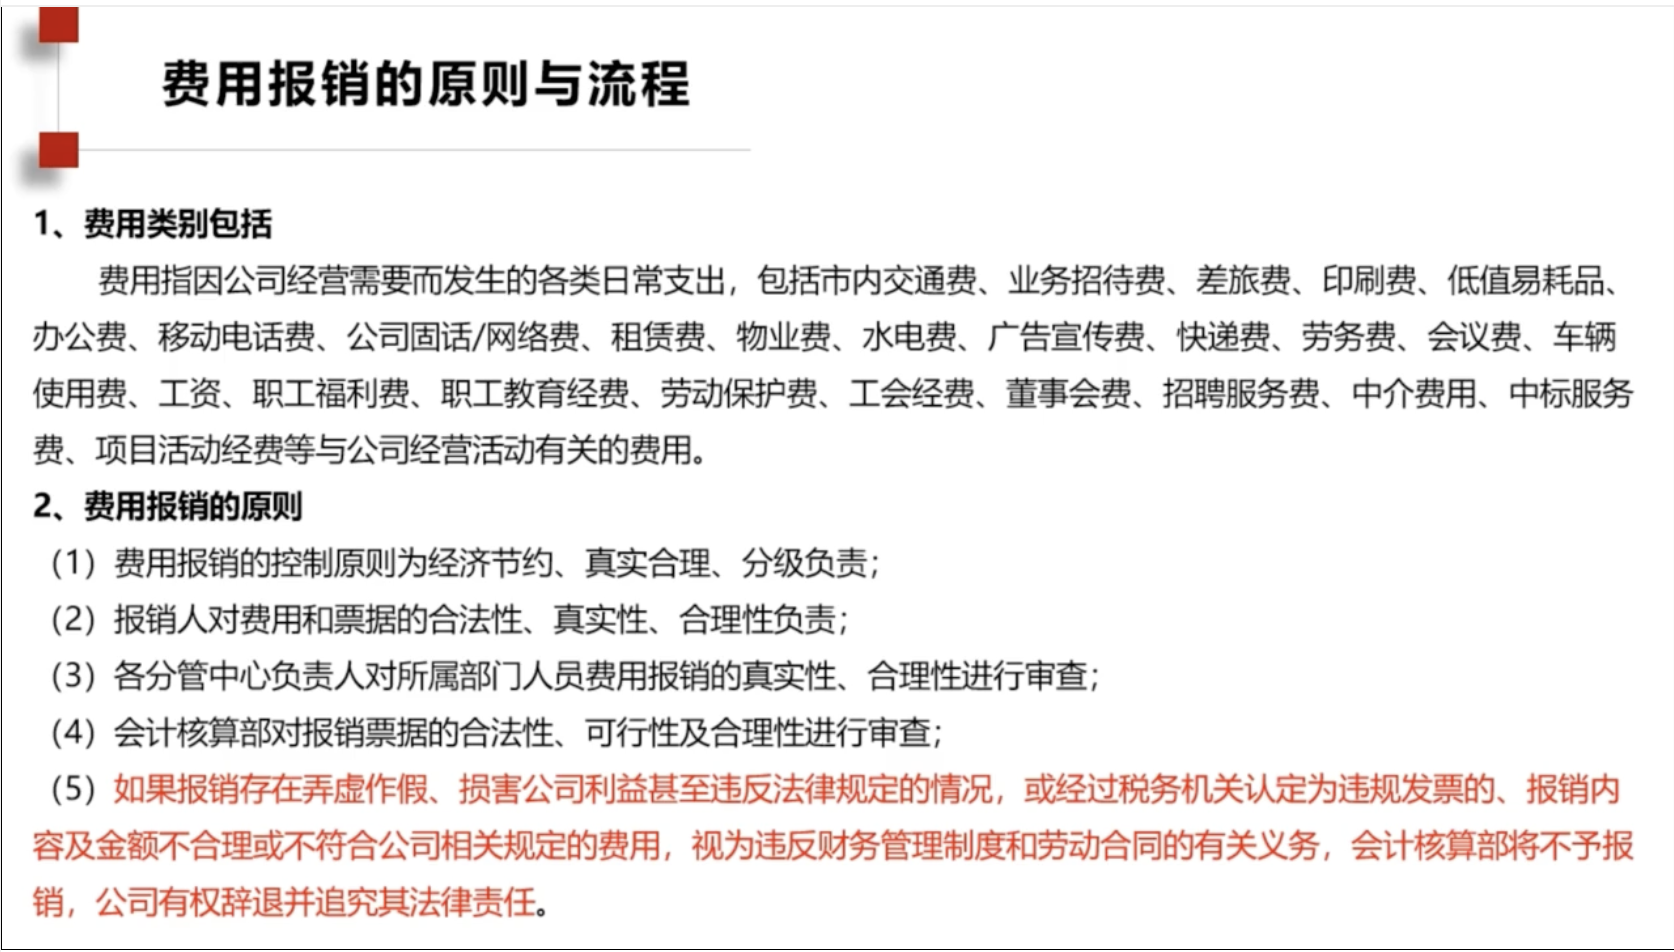 费用报销的原则与流程
1、费用类别包括
费用指因公司经营需要而发生的各类日常支出，包括市内交通费、业务招待费、差旅费、印刷费、低值易耗品、
办公费、移动电话费、公司固话/网络费、租赁费、物业费、水电费、广告宣传费、快递费、劳务费、会议费、车辆
使用费、工资、职工福利费、职工教育经费、劳动保护费、工会经费、董事会费、招聘服务费、中介费用、中标服务
费、项目活动经费等与公司经营活动有关的费用。
2、费用报销的原则
（1）费用报销的控制原则为经济节约、真实合理、分级负责；
（2）报销人对费用和票据的合法性、真实性、合理性负责；
（3）各分管中心负责人对所属部门人员费用报销的真实性、合理性进行审查；
（4）会计核算部对报销票据的合法性、可行性及合理性进行审查；
（5）如果报销存在弄虚作假、损害公司利益甚至违反法律规定的情况，或经过税务机关认定为违规发票的、报销内
容及金额不合理或不符合公司相关规定的费用，视为违反财务管理制度和劳动合同的有关义务，会计核算部将不予报
销，公司有权辞退并追究其法律责任。